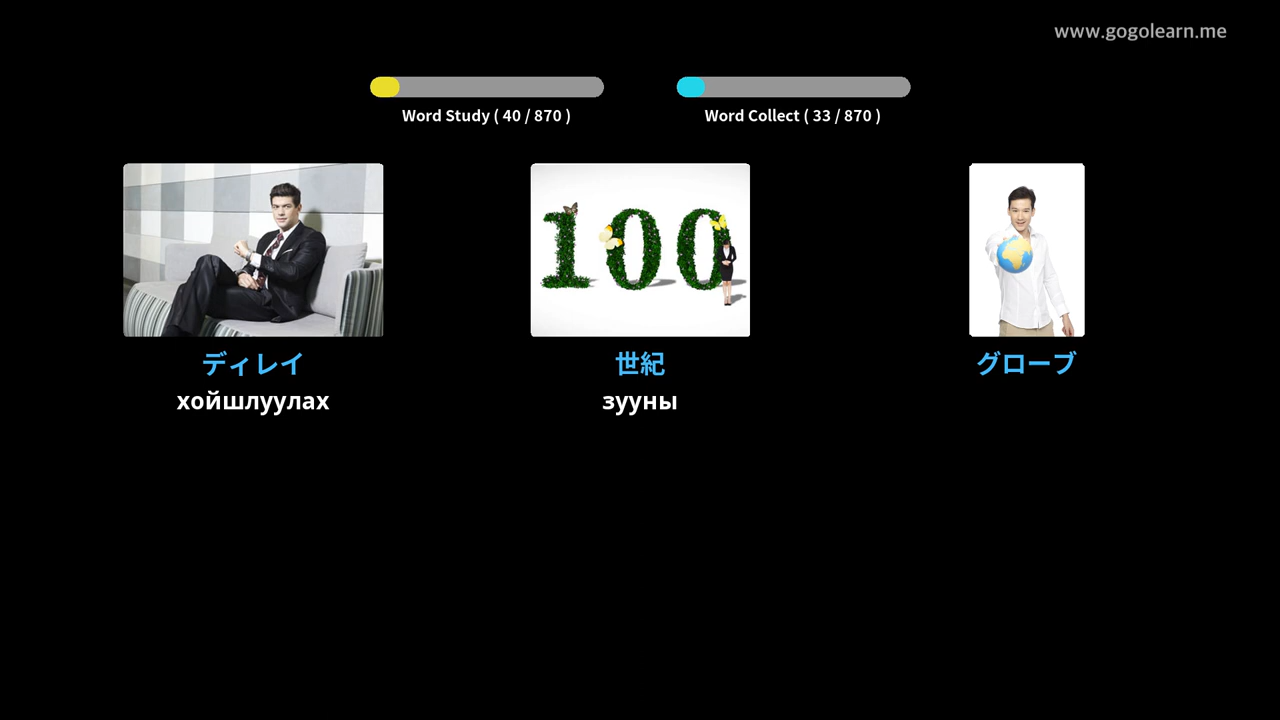 www.gogolearn.me
Word Study ( 40 / 870 )
Word Collect ( 33 / 870 )
ディレイ
хойшлуулах
世紀
зууны
グローブ